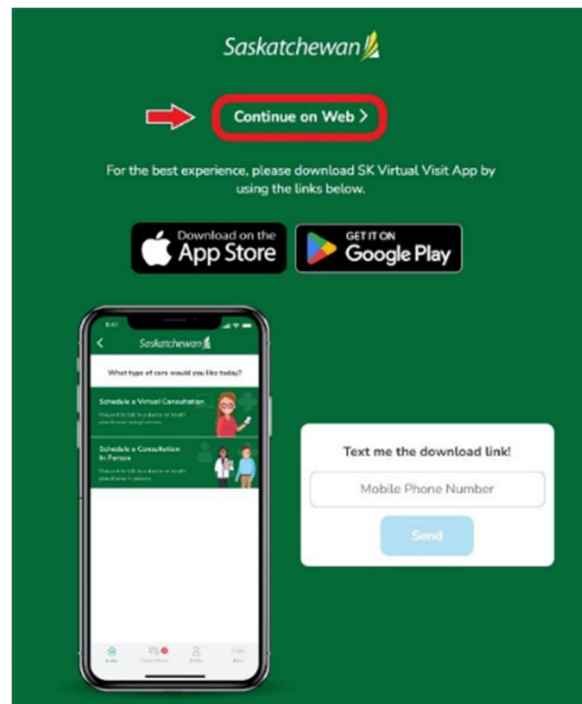 Saskatchewan
Continue on Web >
For the best experience, please download SK Virtual Visit App by
using the links below.
Download on the
App Store
GET IT ON
Google Play
Saskatchewan
What type of care would you like today?
Schedule a Virtual Consultation
Schedule a Consultation
In Person
Text me the download link!
Mobile Phone Number
Send